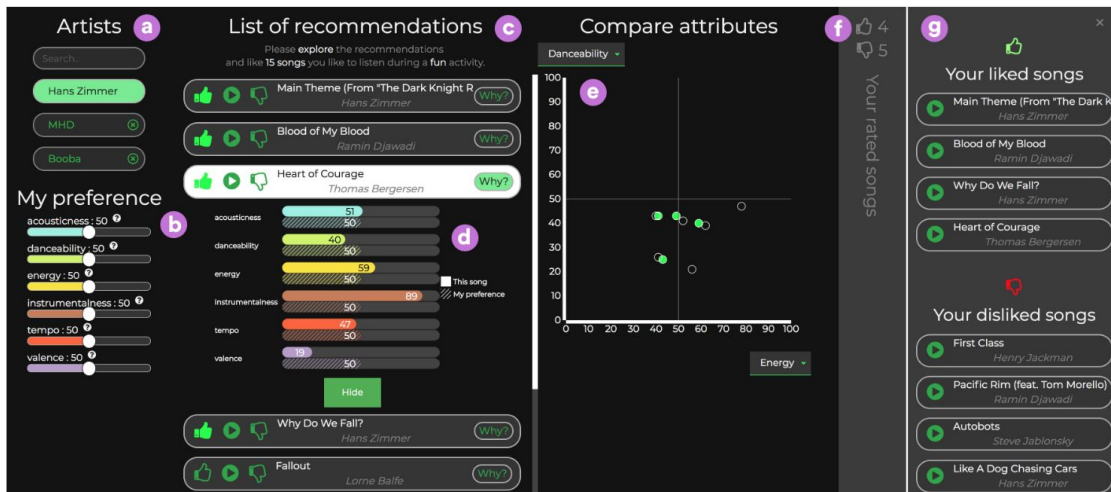 Artists
a
Search..
Hans Zimmer
MHD
Booba
My preference
b
acousticness : 50 ?
danceability : 50 ?
energy : 50 ?
instrumentalness : 50 ?
tempo : 50 ?
valence : 50 ?
List of recommendations
c
Please explore the recommendations
and like 15 songs you like to listen during a fun activity.
Main Theme (From "The Dark Knight R
Hans Zimmer
Why?
Blood of My Blood
Ramin Djawadi
Why?
Heart of Courage
Thomas Bergersen
Why?
d
acousticness
51
50
danceability
40
50
energy
59
50
instrumentalness
89
50
tempo
47
50
valence
19
50
This song
My preference
Hide
Why Do We Fall?
Hans Zimmer
Why?
Fallout
Lorne Balfe
Why?
Compare attributes
Danceability
e
100
90
80
70
60
50
40
30
20
10
0
0 10 20 30 40 50 60 70 80 90 100
Energy
f
4
5
Your rated songs
g
×
Your liked songs
Main Theme (From "The Dark K
Hans Zimmer
Blood of My Blood
Ramin Djawadi
Why Do We Fall?
Hans Zimmer
Heart of Courage
Thomas Bergersen
Your disliked songs
First Class
Henry Jackman
Pacific Rim (feat. Tom Morello)
Ramin Djawadi
Autobots
Steve Jablonsky
Like A Dog Chasing Cars
Hans Zimmer